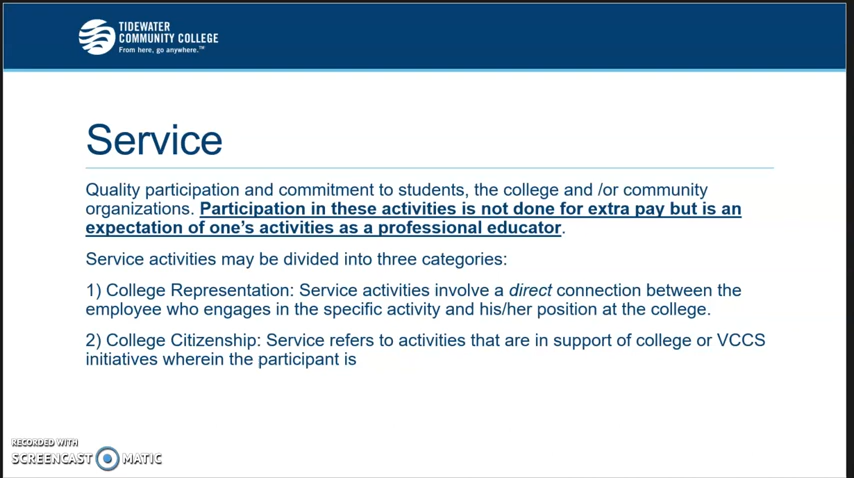 TIDEWATER
COMMUNITY COLLEGE
From here, go anywhere.™
Service
Quality participation and commitment to students, the college and /or community
organizations. Participation in these activities is not done for extra pay but is an
expectation of one's activities as a professional educator.
Service activities may be divided into three categories:
1) College Representation: Service activities involve a direct connection between the
employee who engages in the specific activity and his/her position at the college.
2) College Citizenship: Service refers to activities that are in support of college or VCCS
initiatives wherein the participant is
RECORDED WITH
SCREENCAST MATIC